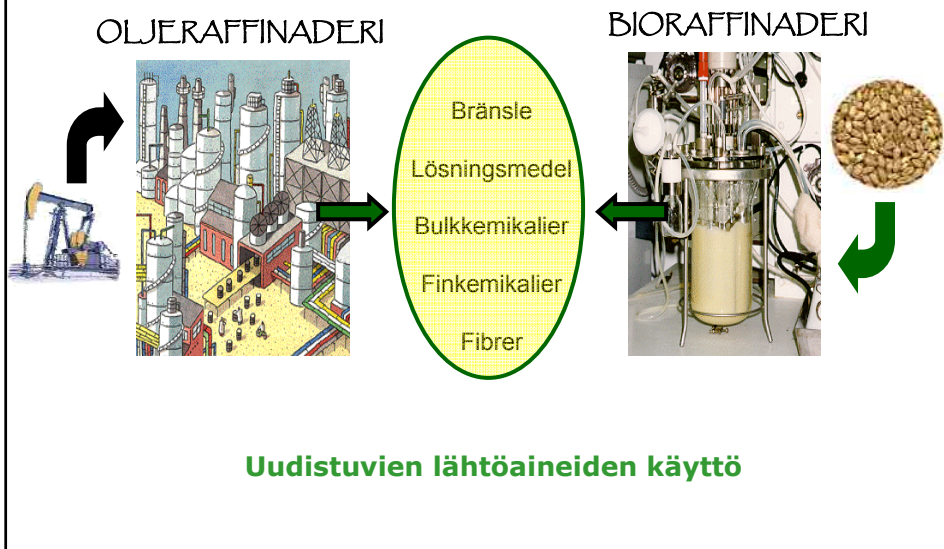 OLJERAFFINADERI
BIORAFFINADERI
Bränsle
Lösningsmedel
Bulkkemikalier
Finkemikalier
Fibrer
Uudistuvien lähtöaineiden käyttö